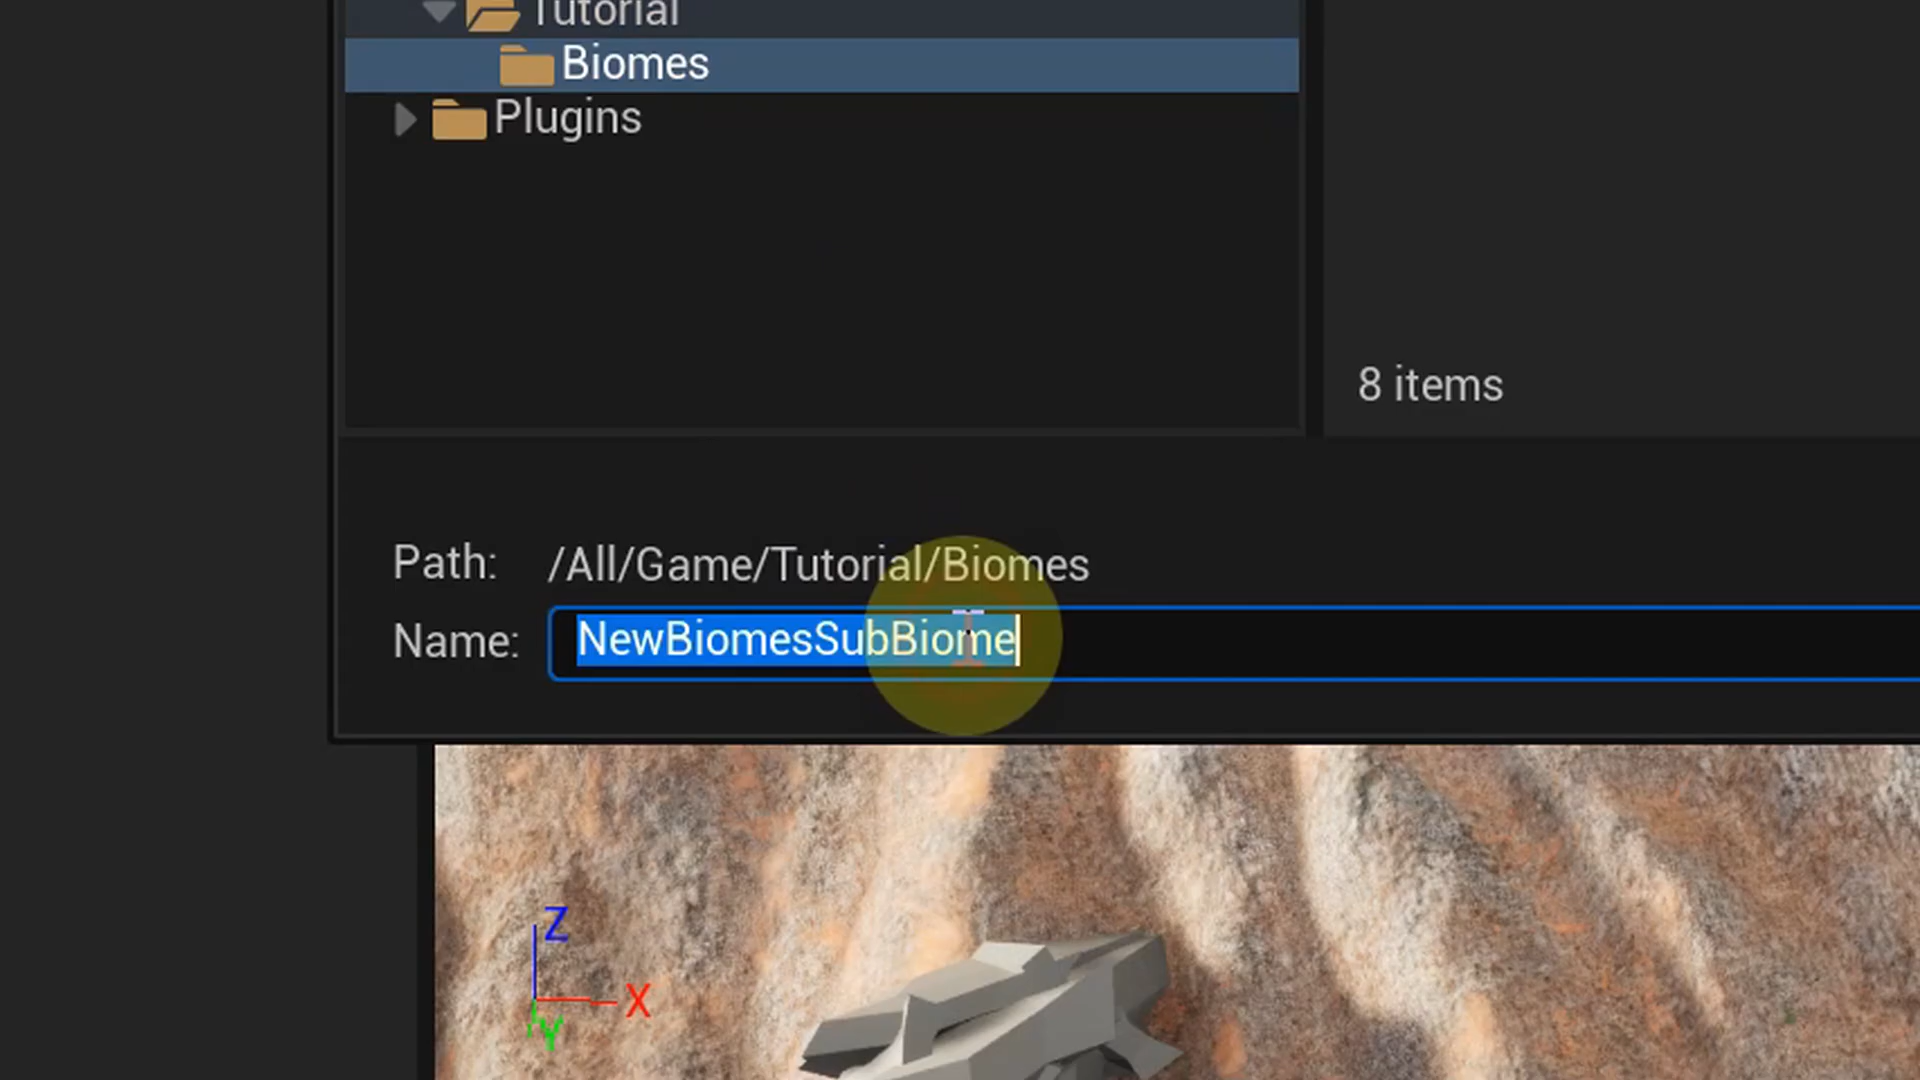 Tutorial
Biomes
Plugins
8 items
Path: /All/Game/Tutorial/Biomes
Name: NewBiomesSubBiome
Z
X
Y